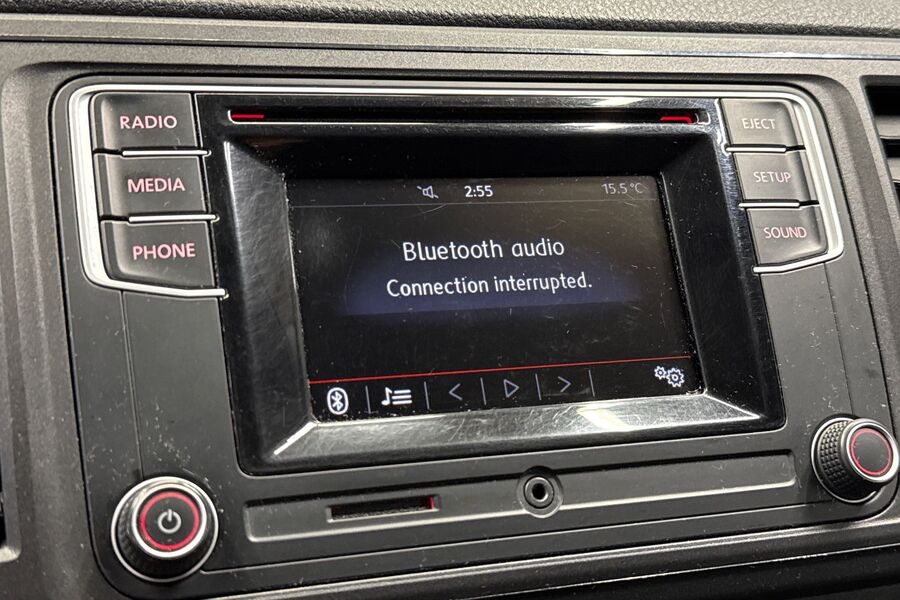 RADIO
MEDIA
PHONE
EJECT
SETUP
SOUND
2:55
15.5°C
Bluetooth audio
Connection interrupted.